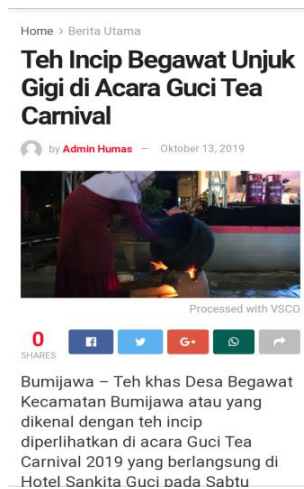 Home > Berita Utama
Teh Incip Begawat Unjuk
Gigi di Acara Guci Tea
Carnival
by Admin Humas — Oktober 13, 2019
Processed with VSCO
0
SHARES
G+
Bumijawa – Teh khas Desa Begawat
Kecamatan Bumijawa atau yang
dikenal dengan teh incip
diperlihatkan di acara Guci Tea
Carnival 2019 yang berlangsung di
Hotel Sankita Guci pada Sabtu